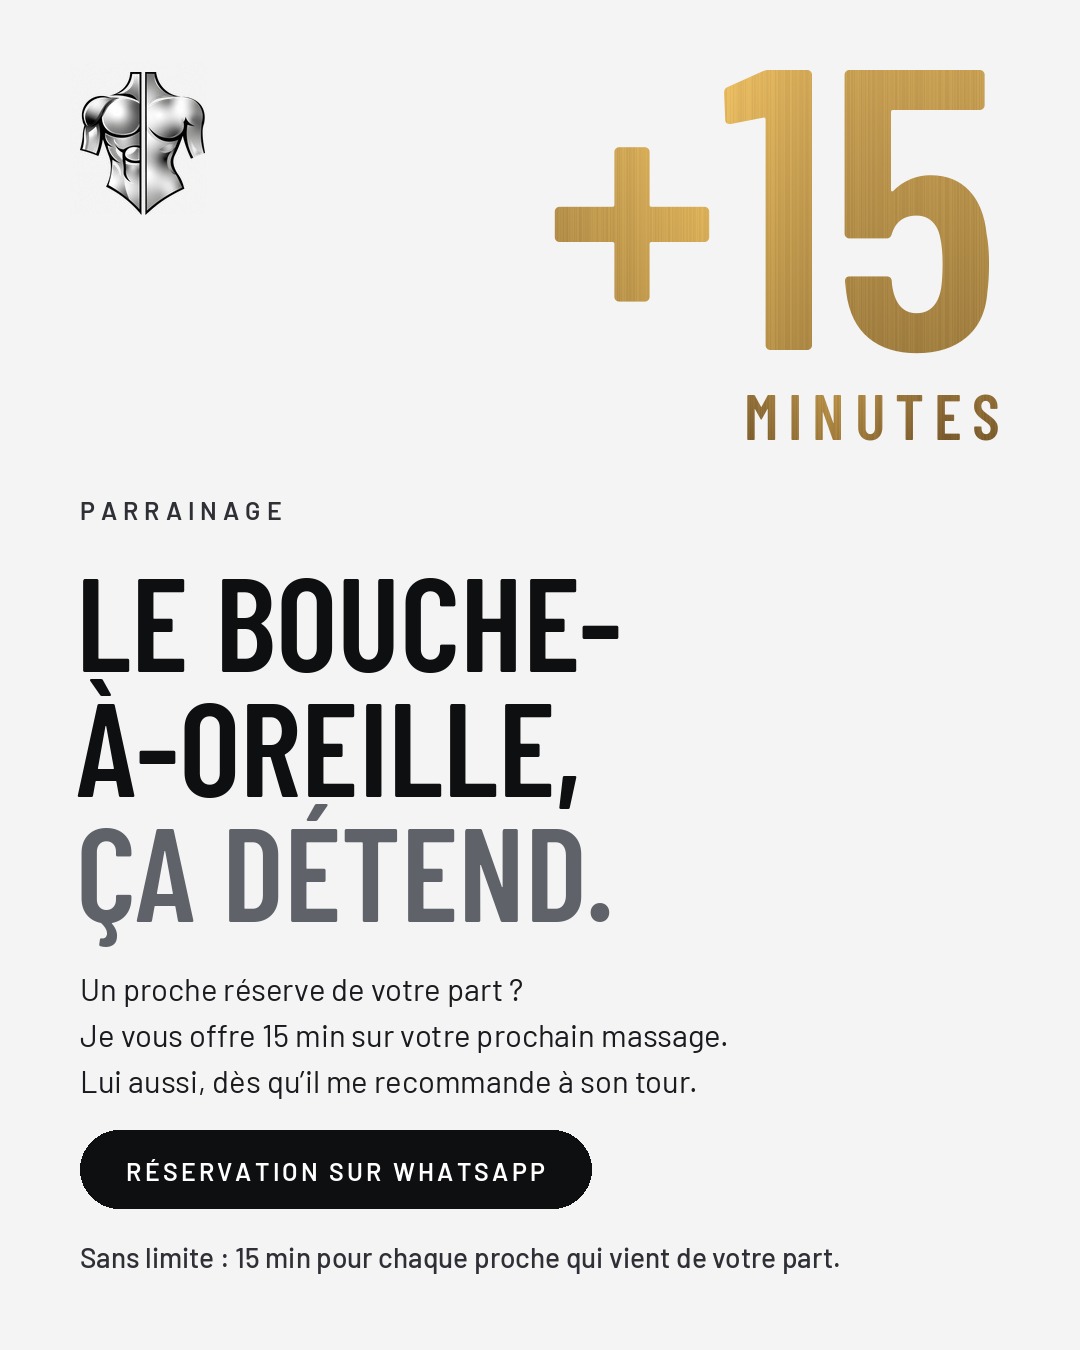 +15
MINUTES
PARRAINAGE
LE BOUCHE-
À-OREILLE,
ÇA DÉTEND.
Un proche réserve de votre part ?
Je vous offre 15 min sur votre prochain massage.
Lui aussi, dès qu’il me recommande à son tour.
RÉSERVATION SUR WHATSAPP
Sans limite : 15 min pour chaque proche qui vient de votre part.